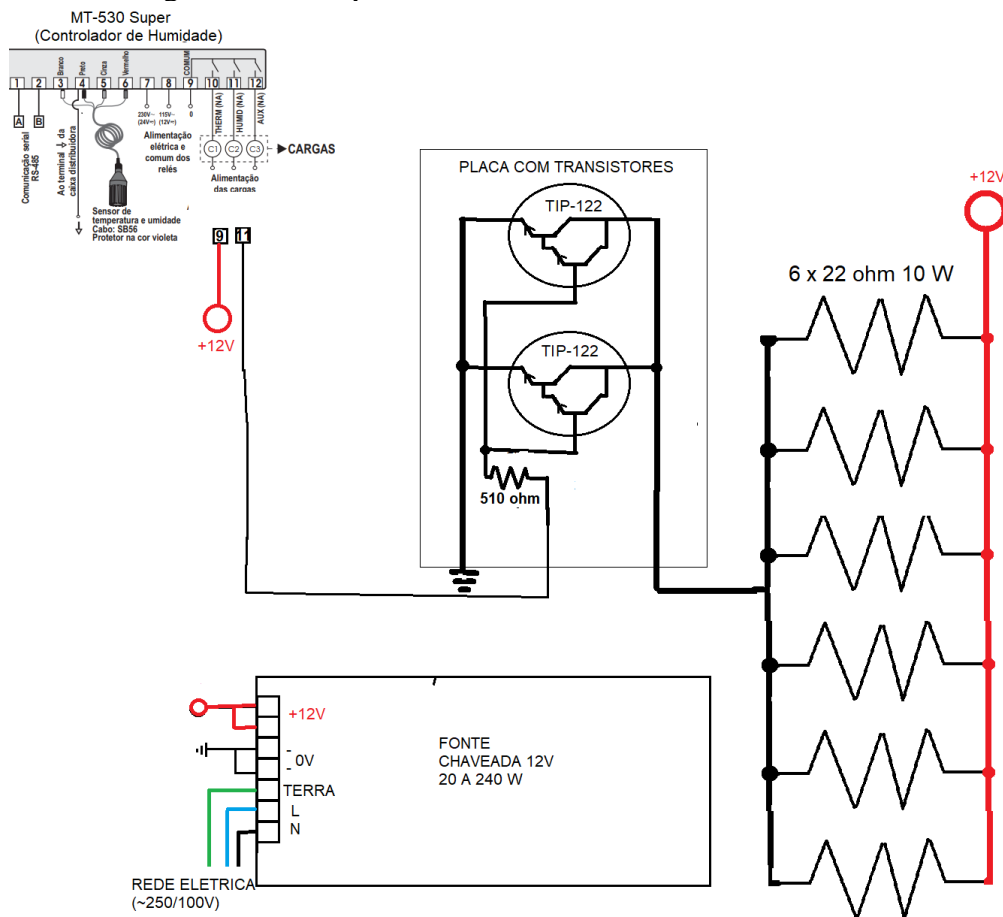 MT-530 Super
(Controlador de Humidade)
Branco
Preto
Cinza
Vermelho
COMUM
1
2
3
4
5
6
7
8
9
10
11
12
A
B
Comunicação serial
RS-485
Ao terminal ⏚ da
caixa distribuidora
230V~
(24V=)
115V~
(12V=)
0
Alimentação
elétrica e
comum dos
relés
THERM (NA)
HUMID (NA)
AUX (NA)
C1
C2
C3
CARGAS
Alimentação
das cargas
Sensor de
temperatura e umidade
Cabo: SB56
Protetor na cor violeta
9
11
+12V
PLACA COM TRANSISTORES
TIP-122
TIP-122
510 ohm
+12V
6 x 22 ohm 10 W
+12V
- 0V
-
TERRA
L
N
FONTE
CHAVEADA 12V
20 A 240 W
REDE ELETRICA
(~250/100V)